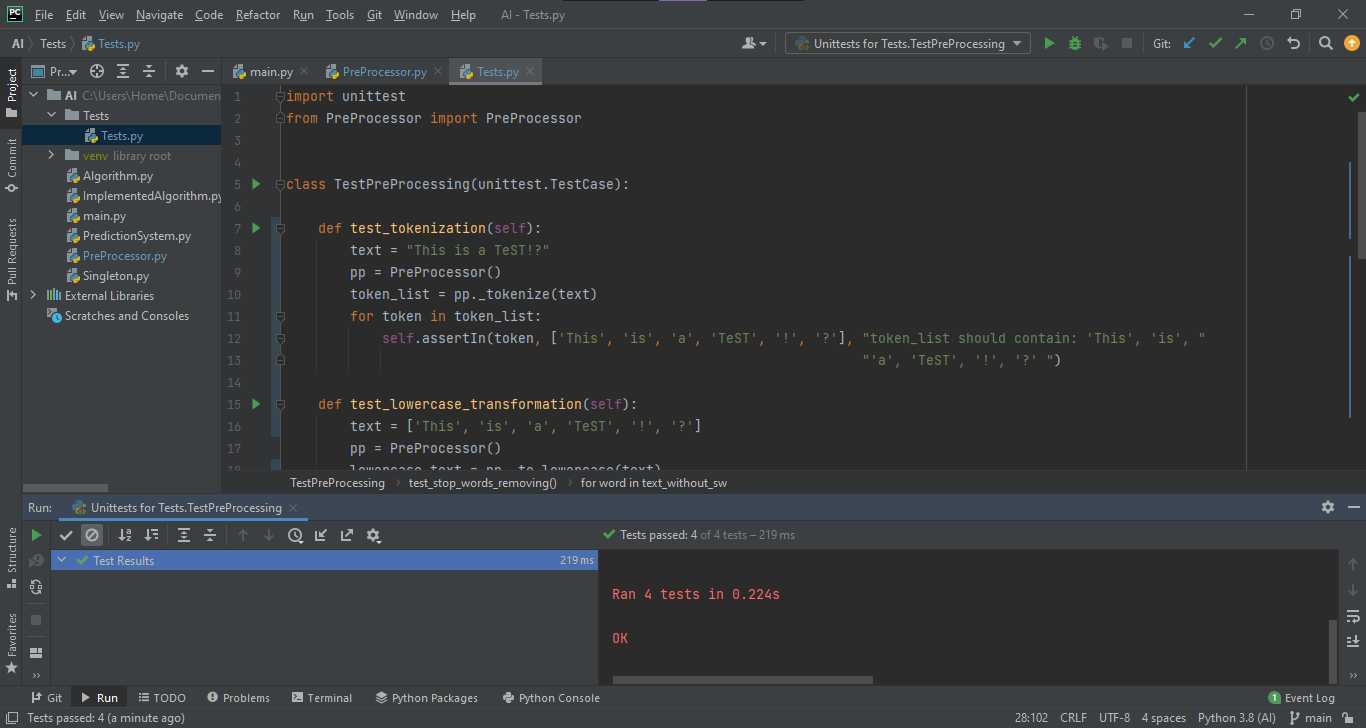 PC File Edit View Navigate Code Refactor Run Tools Git Window Help AI - Tests.py
AI Tests Tests.py Unittests for Tests.TestPreProcessing Git:
Project
Commit
Pull Requests
Structure
Favorites
Pr...
AI C:\Users\Home\Documen
Tests
Tests.py
venv library root
Algorithm.py
ImplementedAlgorithm.py
main.py
PredictionSystem.py
PreProcessor.py
Singleton.py
External Libraries
Scratches and Consoles
main.py PreProcessor.py Tests.py
1 import unittest
2 from PreProcessor import PreProcessor
3
4
5 class TestPreProcessing(unittest.TestCase):
6
7 def test_tokenization(self):
8 text = "This is a TeST!?"
9 pp = PreProcessor()
10 token_list = pp._tokenize(text)
11 for token in token_list:
12 self.assertIn(token, ['This', 'is', 'a', 'TeST', '!', '?'], "token_list should contain: 'This', 'is', "
13 "'a', 'TeST', '!', '?' ")
14
15 def test_lowercase_transformation(self):
16 text = ['This', 'is', 'a', 'TeST', '!', '?']
17 pp = PreProcessor()
18 lowercase_text = pp._to_lowercase(text)
TestPreProcessing test_stop_words_removing() for word in text_without_sw
Run: Unittests for Tests.TestPreProcessing
Tests passed: 4 of 4 tests – 219 ms
Test Results 219 ms
Ran 4 tests in 0.224s
OK
Git Run TODO Problems Terminal Python Packages Python Console 1 Event Log
Tests passed: 4 (a minute ago) 28:102 CRLF UTF-8 4 spaces Python 3.8 (AI) main